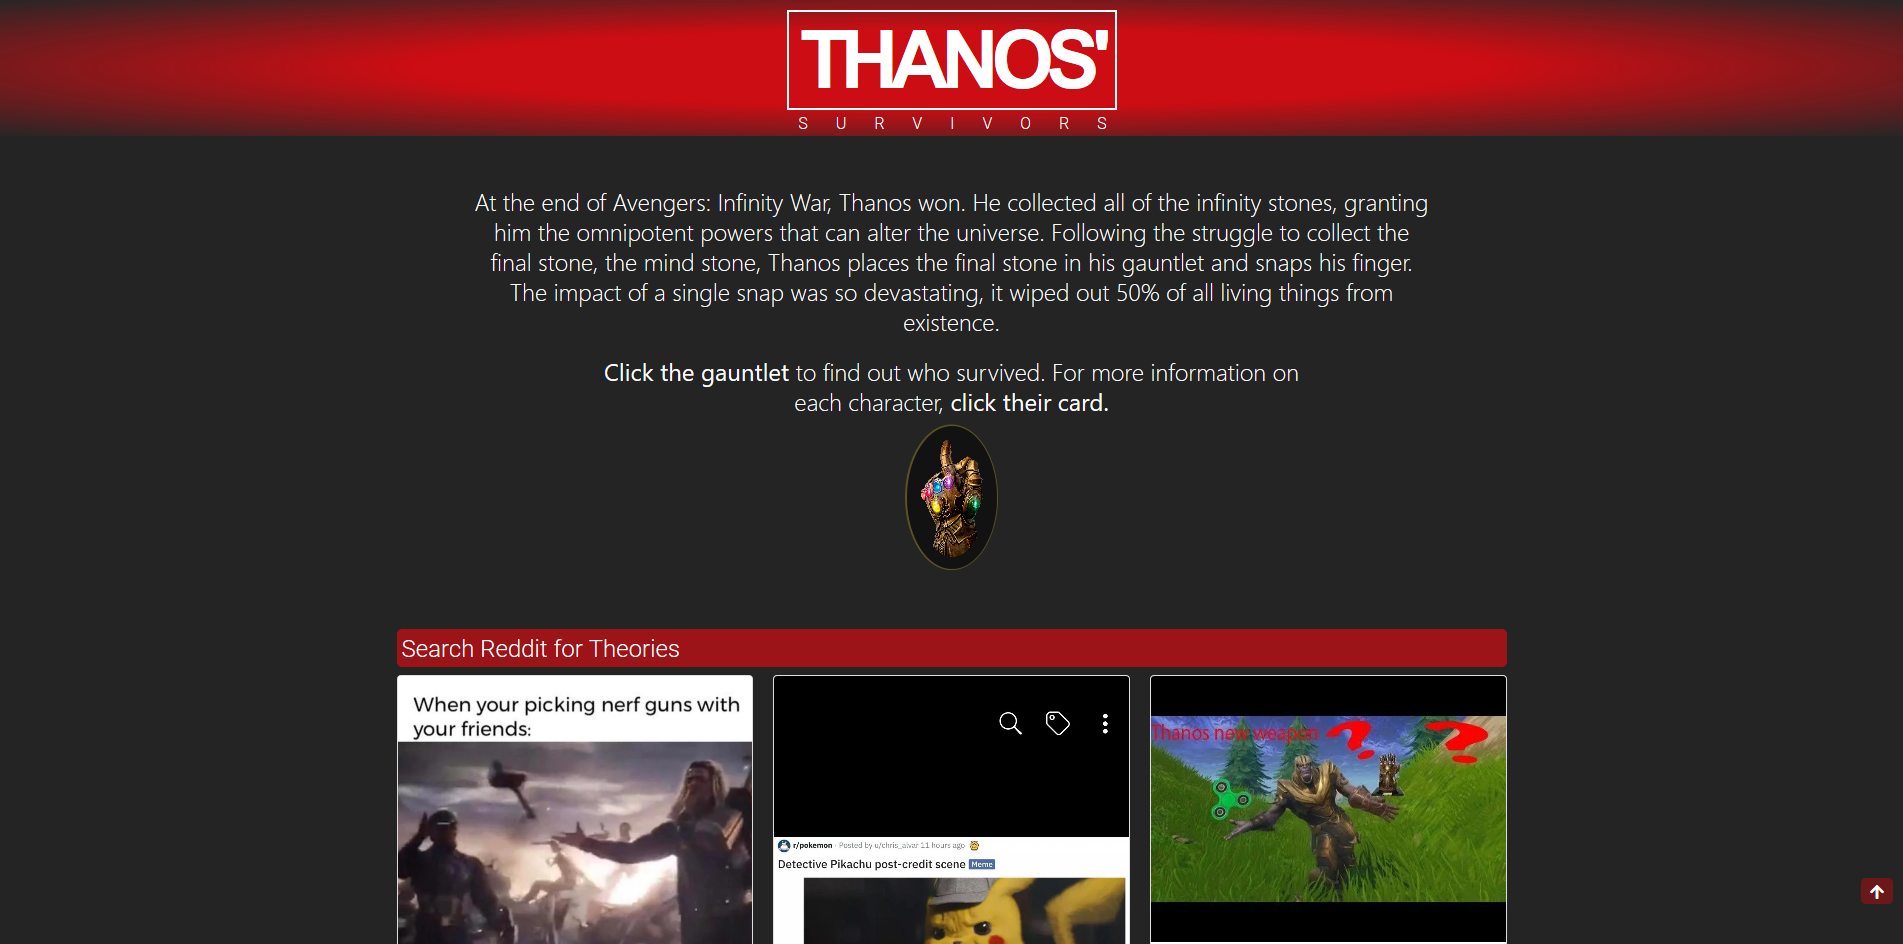 THANOS'
SURVIVORS
At the end of Avengers: Infinity War, Thanos won. He collected all of the infinity stones, granting
him the omnipotent powers that can alter the universe. Following the struggle to collect the
final stone, the mind stone, Thanos places the final stone in his gauntlet and snaps his finger.
The impact of a single snap was so devastating, it wiped out 50% of all living things from
existence.
Click the gauntlet to find out who survived. For more information on
each character, click their card.
Search Reddit for Theories
When your picking nerf guns with
your friends:
r/pokemon · Posted by u/chris_alvar 11 hours ago
Detective Pikachu post-credit scene Meme
Thanos new weapon ? ?